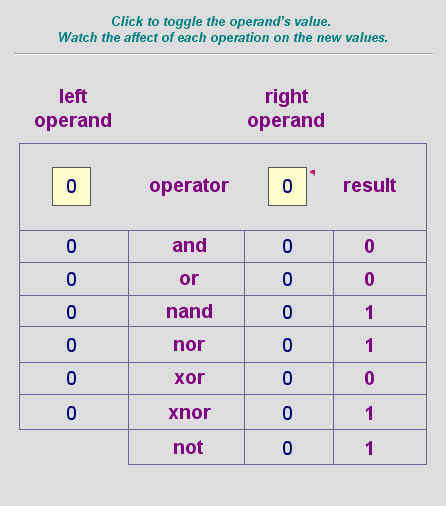 Click to toggle the operand's value.
Watch the affect of each operation on the new values.
left right
operand operand
0 operator 0 result
0 and 0 0
0 or 0 0
0 nand 0 1
0 nor 0 1
0 xor 0 0
0 xnor 0 1
not 0 1